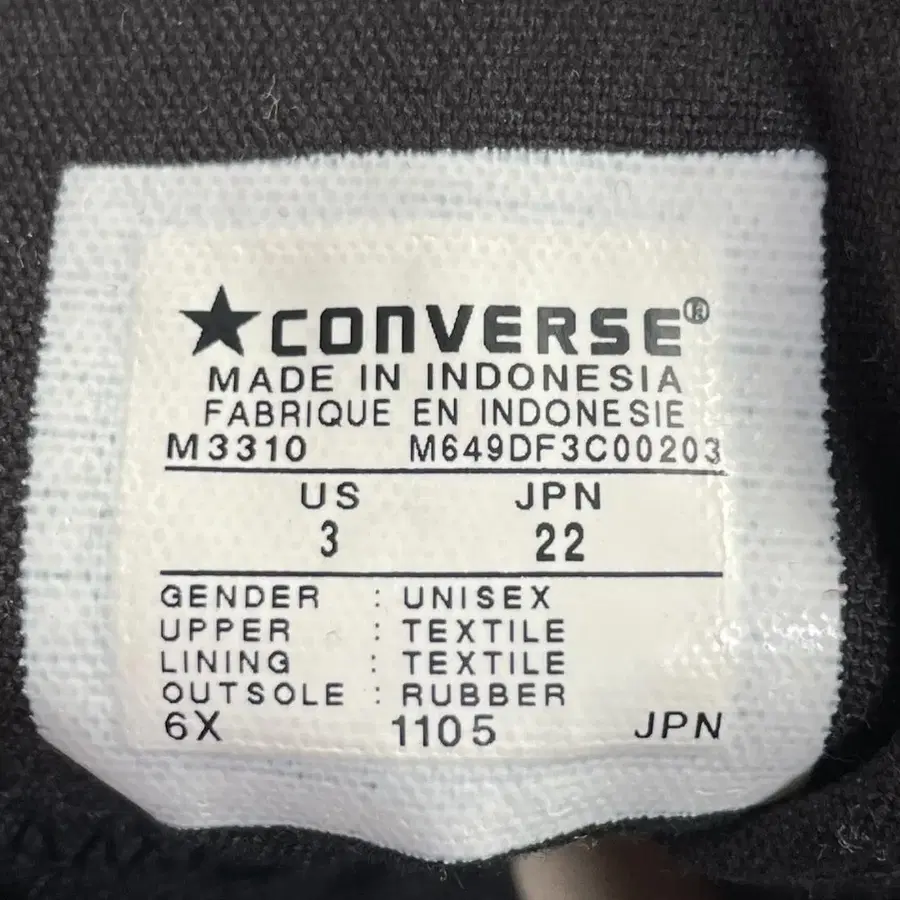 ★CONVERSE®
MADE IN INDONESIA
FABRIQUE EN INDONESIE
M3310 M649DF3C00203
US JPN
3 22
GENDER : UNISEX
UPPER : TEXTILE
LINING : TEXTILE
OUTSOLE : RUBBER
6X 1105 JPN